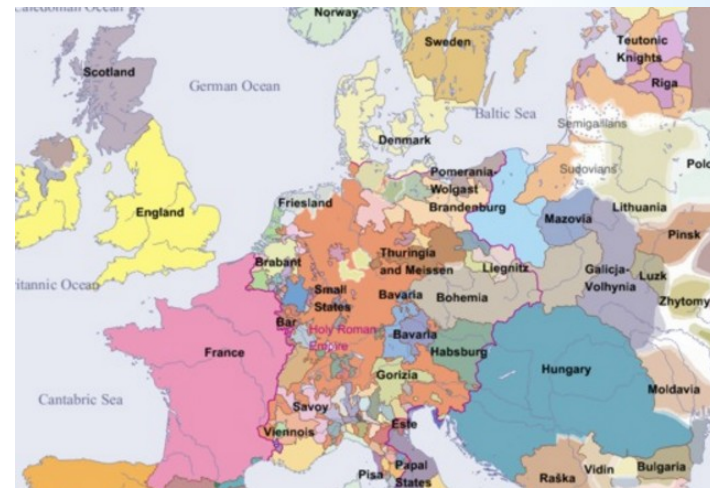 Caledonian Ocean
Norway
Sweden
Teutonic
Knights
Scotland
Riga
German Ocean
Baltic Sea
Semigallians
Denmark
Sudovians
Polo
Pomerania-
Wolgast
Friesland
Brandenburg
Lithuania
England
Mazovia
Pinsk
Brabant
Thuringia
and Meissen
Liegnitz
Galicja-
Volhynia
Luzk
ritannic Ocean
Small
States
Bavaria
Bohemia
Zhytomy
Bar
Holy Roman
Empire
Bavaria
France
Habsburg
Hungary
Gorizia
Moldavia
Cantabric Sea
Savoy
Viennois
Este
Pisa
Papal
States
Raška
Vidin
Bulgaria